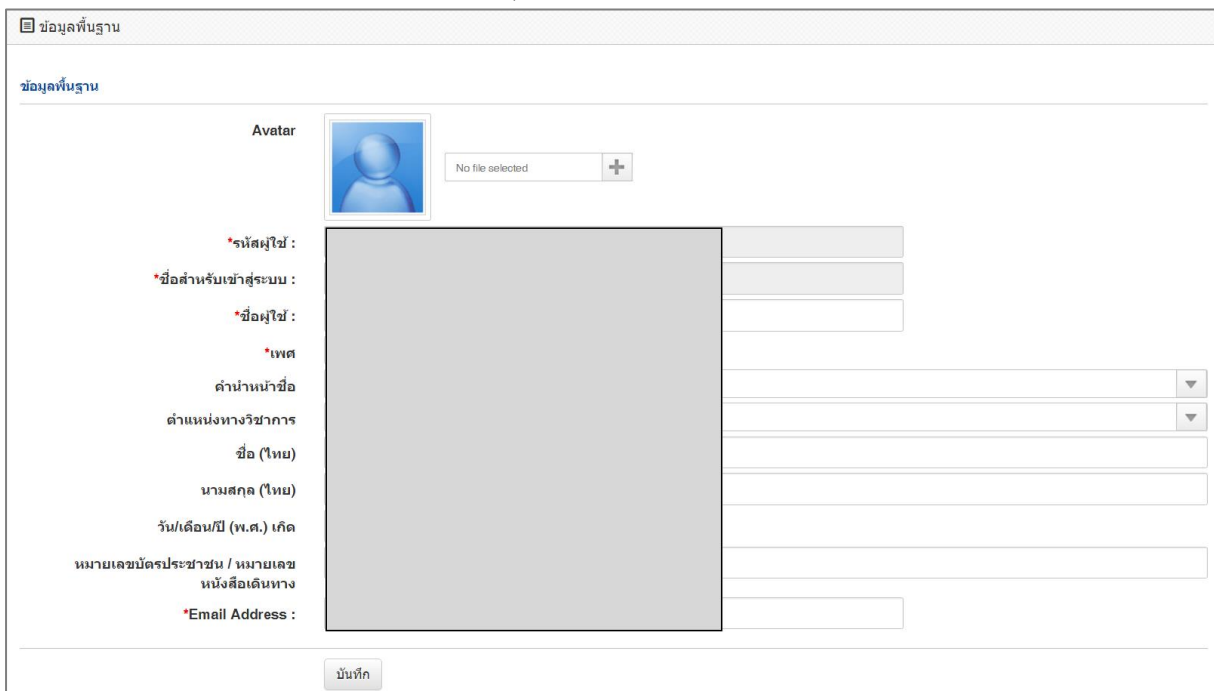 ข้อมูลพื้นฐาน
ข้อมูลพื้นฐาน
Avatar
No file selected
*รหัสผู้ใช้ :
*ชื่อสำหรับเข้าสู่ระบบ :
*ชื่อผู้ใช้ :
*เพศ
คำนำหน้าชื่อ
ตำแหน่งทางวิชาการ
ชื่อ (ไทย)
นามสกุล (ไทย)
วัน/เดือน/ปี (พ.ศ.) เกิด
หมายเลขบัตรประชาชน / หมายเลข
หนังสือเดินทาง
*Email Address :
บันทึก